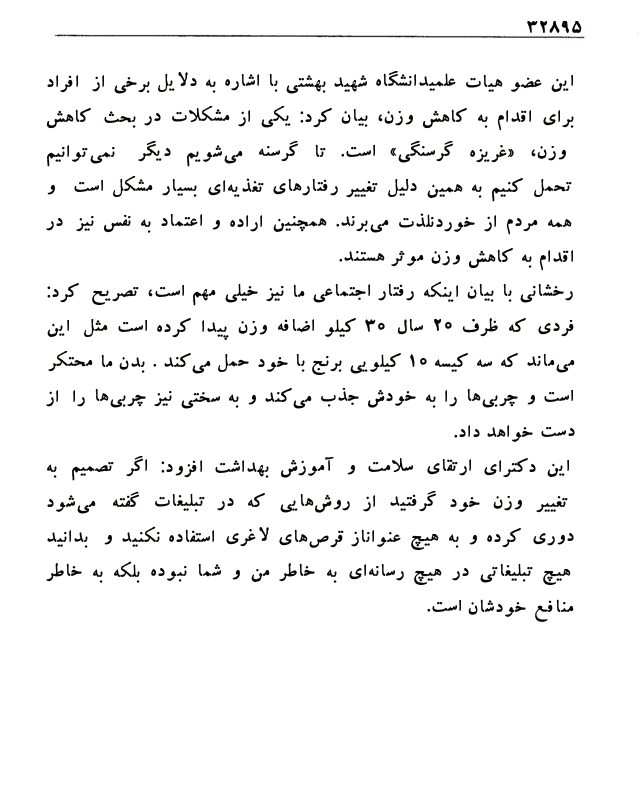 ۳۲۸۹۵
این عضو هیات علمیدانشگاه شهید بهشتی با اشاره به دلایل برخی از افراد
برای اقدام به کاهش وزن، بیان کرد: یکی از مشکلات در بحث کاهش
وزن، «غریزه گرسنگی» است. تا گرسنه می‌شویم دیگر نمی‌توانیم
تحمل کنیم به همین دلیل تغییر رفتارهای تغذیه‌ای بسیار مشکل است و
همه مردم از خوردنلذت می‌برند. همچنین اراده و اعتماد به نفس نیز در
اقدام به کاهش وزن موثر هستند.
رخشانی با بیان اینکه رفتار اجتماعی ما نیز خیلی مهم است، تصریح کرد:
فردی که ظرف ۲۰ سال ۳۰ کیلو اضافه وزن پیدا کرده است مثل این
می‌ماند که سه کیسه ۱۰ کیلویی برنج با خود حمل می‌کند . بدن ما محتکر
است و چربی‌ها را به خودش جذب می‌کند و به سختی نیز چربی‌ها را از
دست خواهد داد.
این دکترای ارتقای سلامت و آموزش بهداشت افزود: اگر تصمیم به
تغییر وزن خود گرفتید از روش‌هایی که در تبلیغات گفته می‌شود
دوری کرده و به هیچ عنواناز قرص‌های لاغری استفاده نکنید و بدانید
هیچ تبلیغاتی در هیچ رسانه‌ای به خاطر من و شما نبوده بلکه به خاطر
منافع خودشان است.